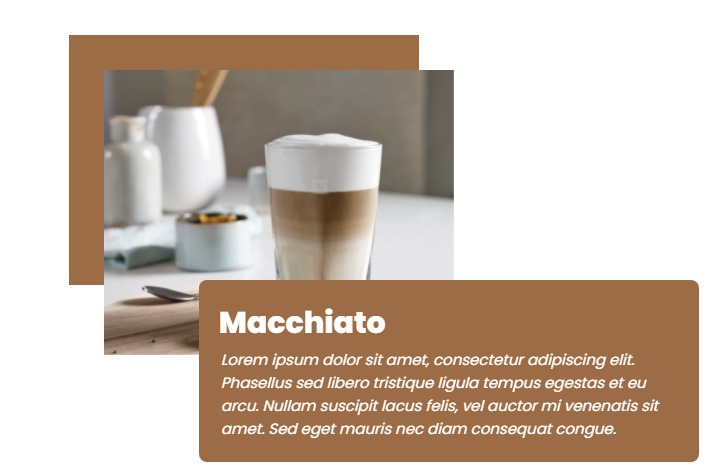 Macchiato
Lorem ipsum dolor sit amet, consectetur adipiscing elit.
Phasellus sed libero tristique ligula tempus egestas et eu
arcu. Nullam suscipit lacus felis, vel auctor mi venenatis sit
amet. Sed eget mauris nec diam consequat congue.